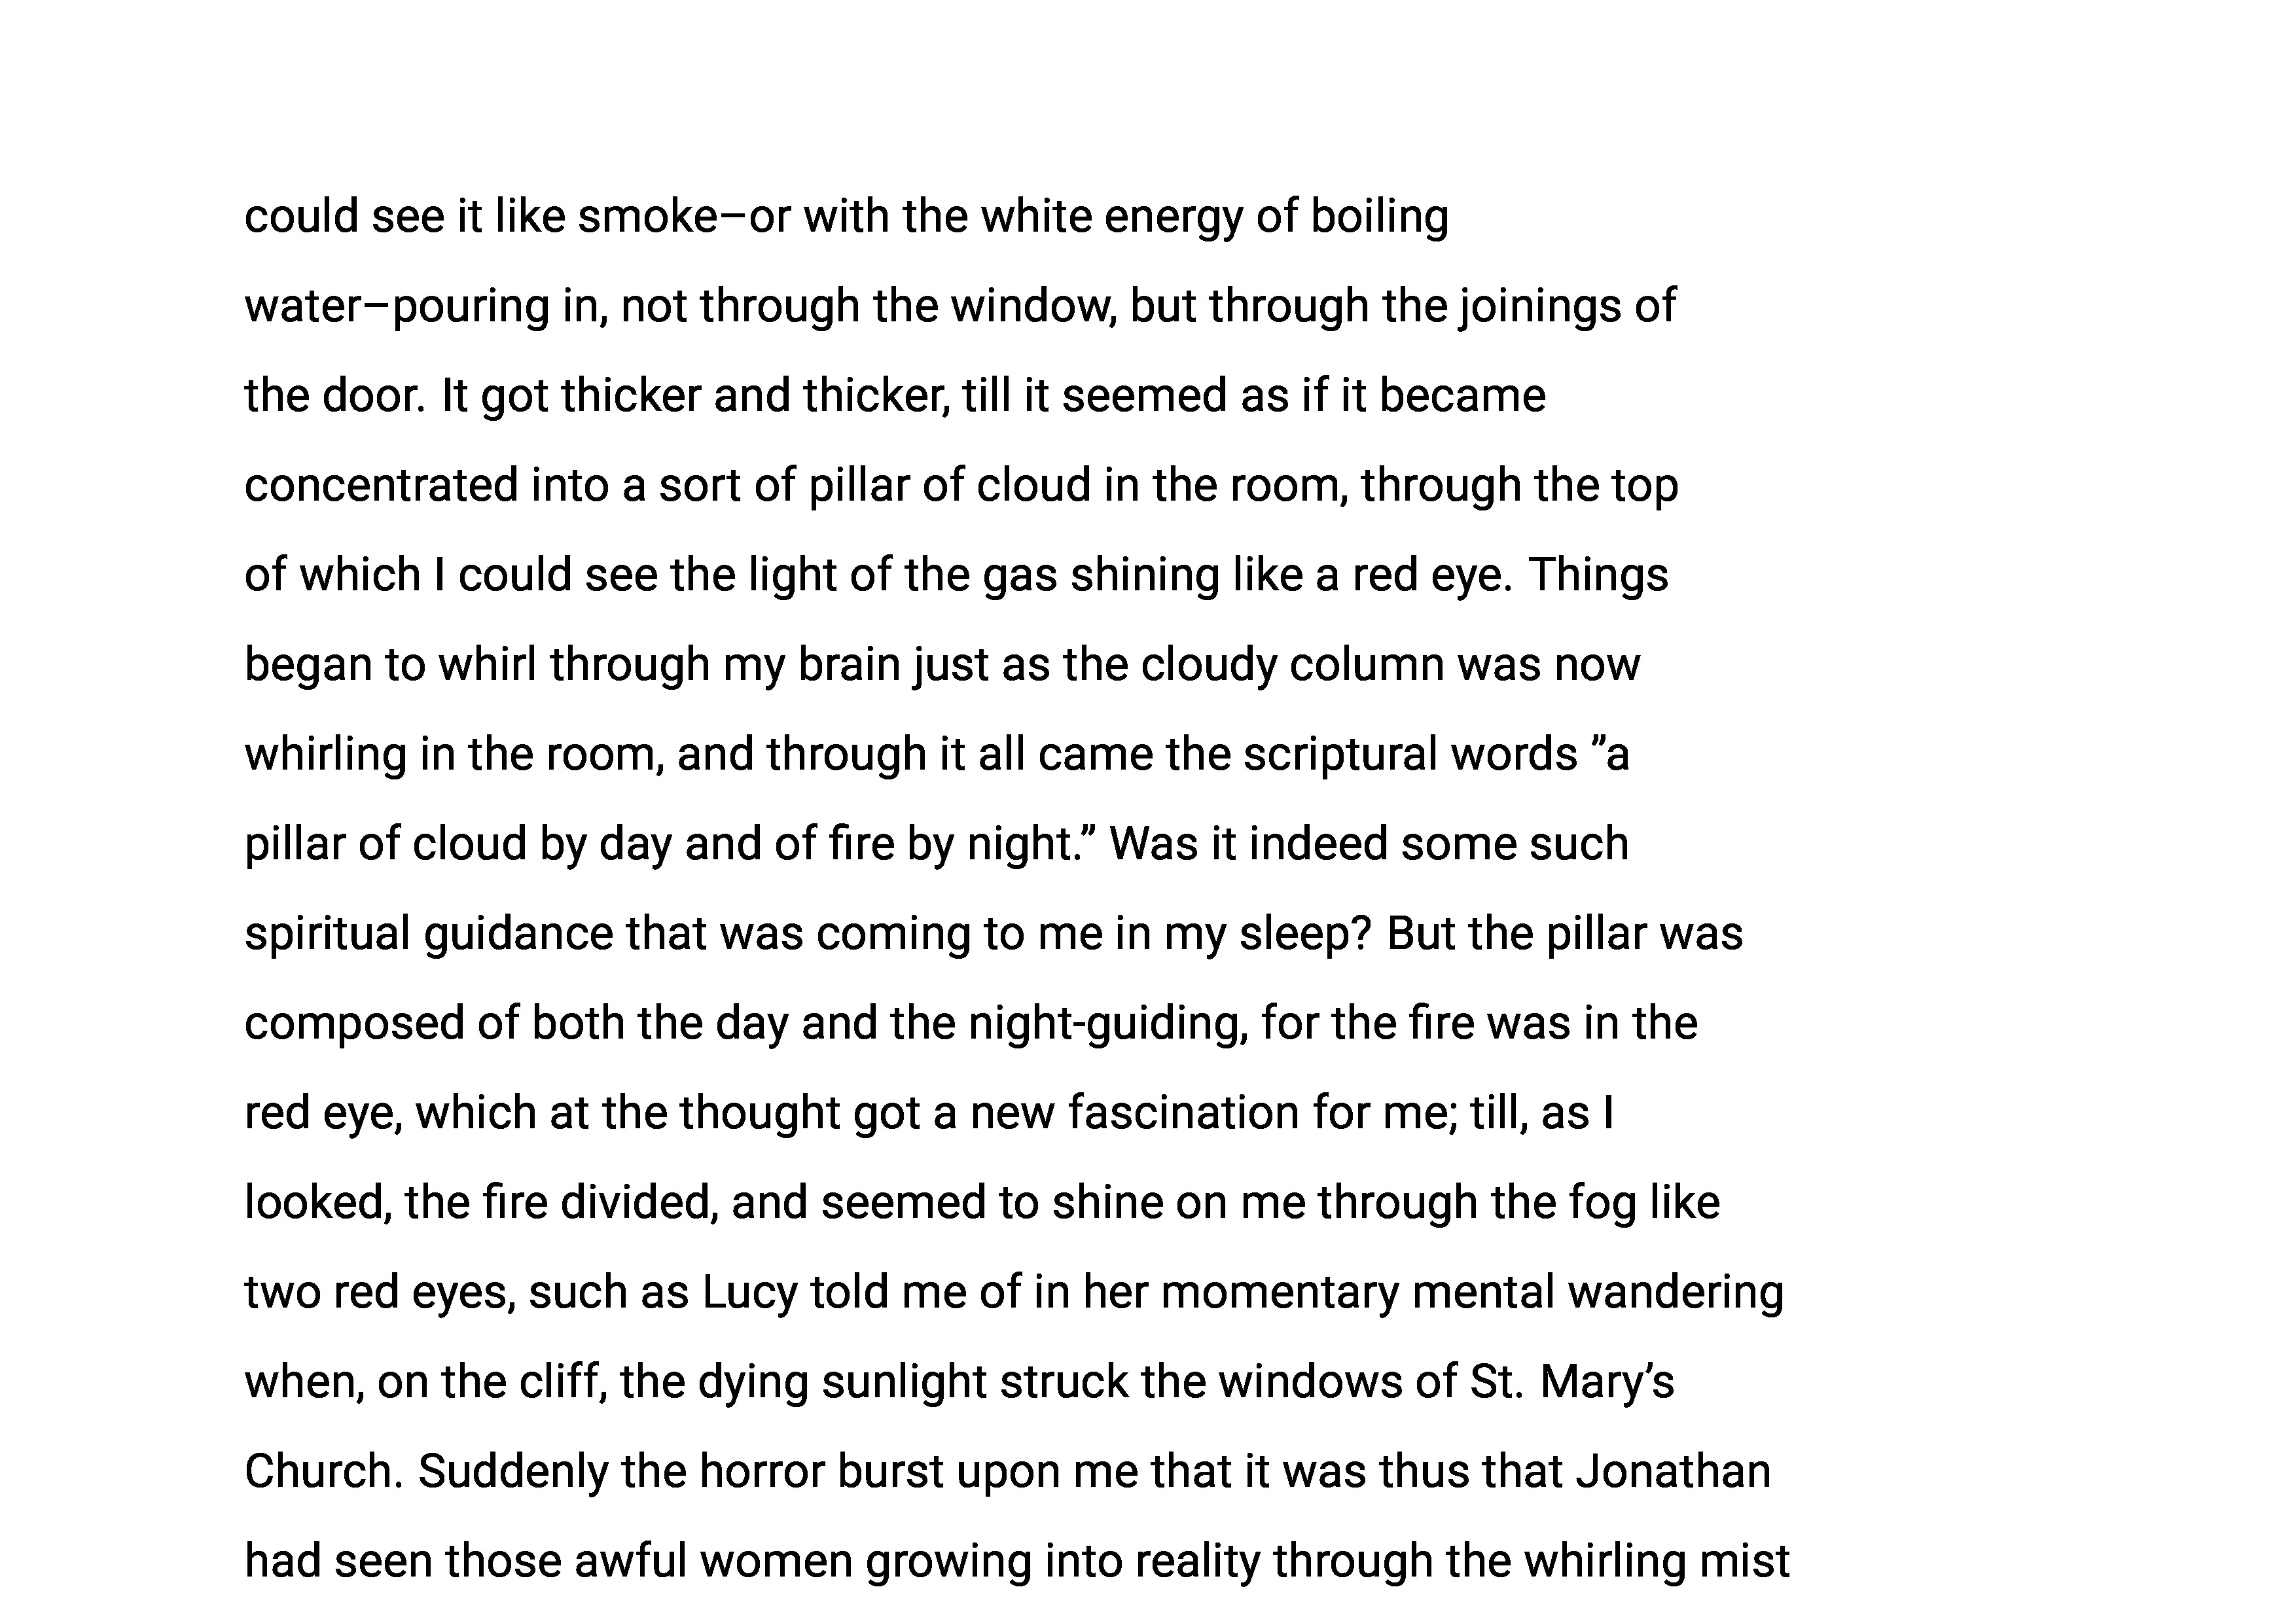 could see it like smoke–or with the white energy of boiling
water–pouring in, not through the window, but through the joinings of
the door. It got thicker and thicker, till it seemed as if it became
concentrated into a sort of pillar of cloud in the room, through the top
of which I could see the light of the gas shining like a red eye. Things
began to whirl through my brain just as the cloudy column was now
whirling in the room, and through it all came the scriptural words ”a
pillar of cloud by day and of fire by night.” Was it indeed some such
spiritual guidance that was coming to me in my sleep? But the pillar was
composed of both the day and the night-guiding, for the fire was in the
red eye, which at the thought got a new fascination for me; till, as I
looked, the fire divided, and seemed to shine on me through the fog like
two red eyes, such as Lucy told me of in her momentary mental wandering
when, on the cliff, the dying sunlight struck the windows of St. Mary’s
Church. Suddenly the horror burst upon me that it was thus that Jonathan
had seen those awful women growing into reality through the whirling mist